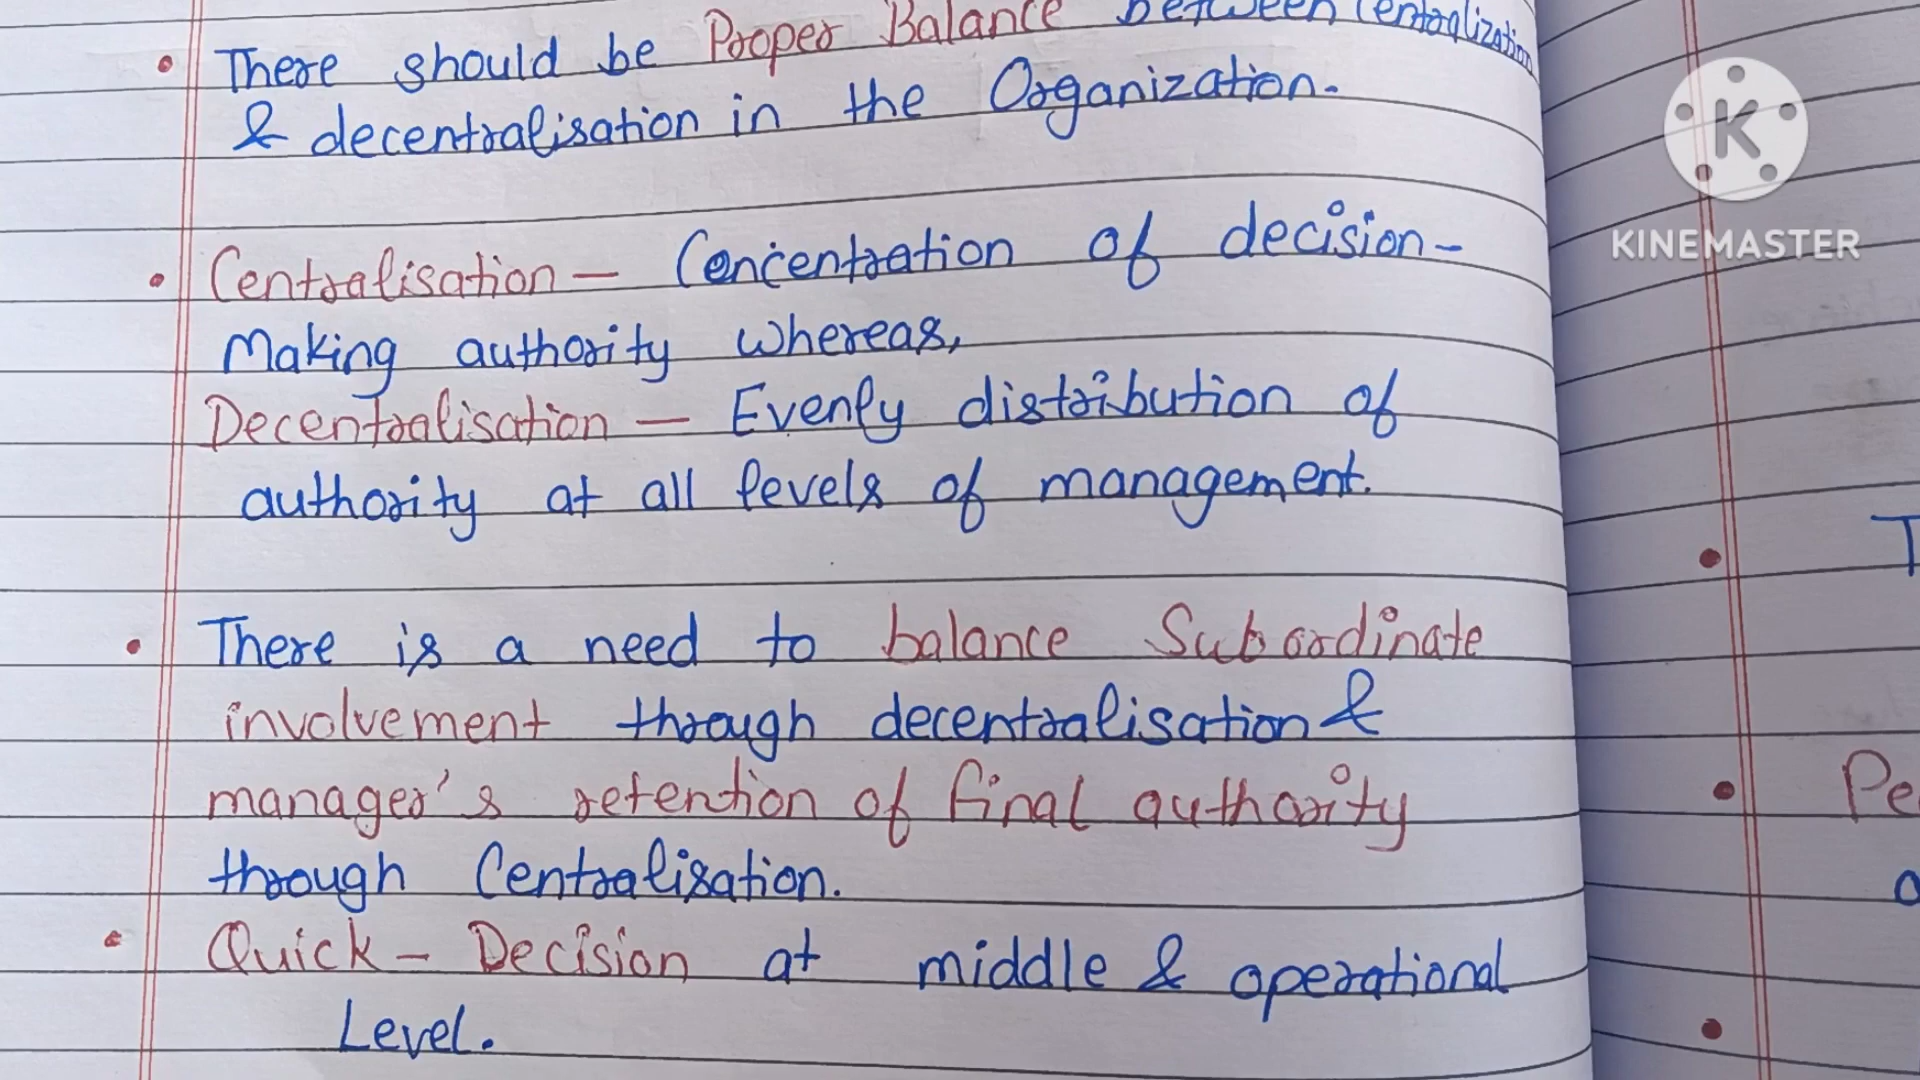 • There should be Proper Balance between Centralization
& decentralisation in the Organization.
• Centralisation — Concentration of decision-
Making authority whereas,
Decentralisation — Evenly distribution of
authority at all levels of management.
• There is a need to balance Subordinate
involvement through decentralisation &
manager's retention of final authority
through Centralisation.
• Quick - Decision at middle & operational
Level.
KINEMASTER